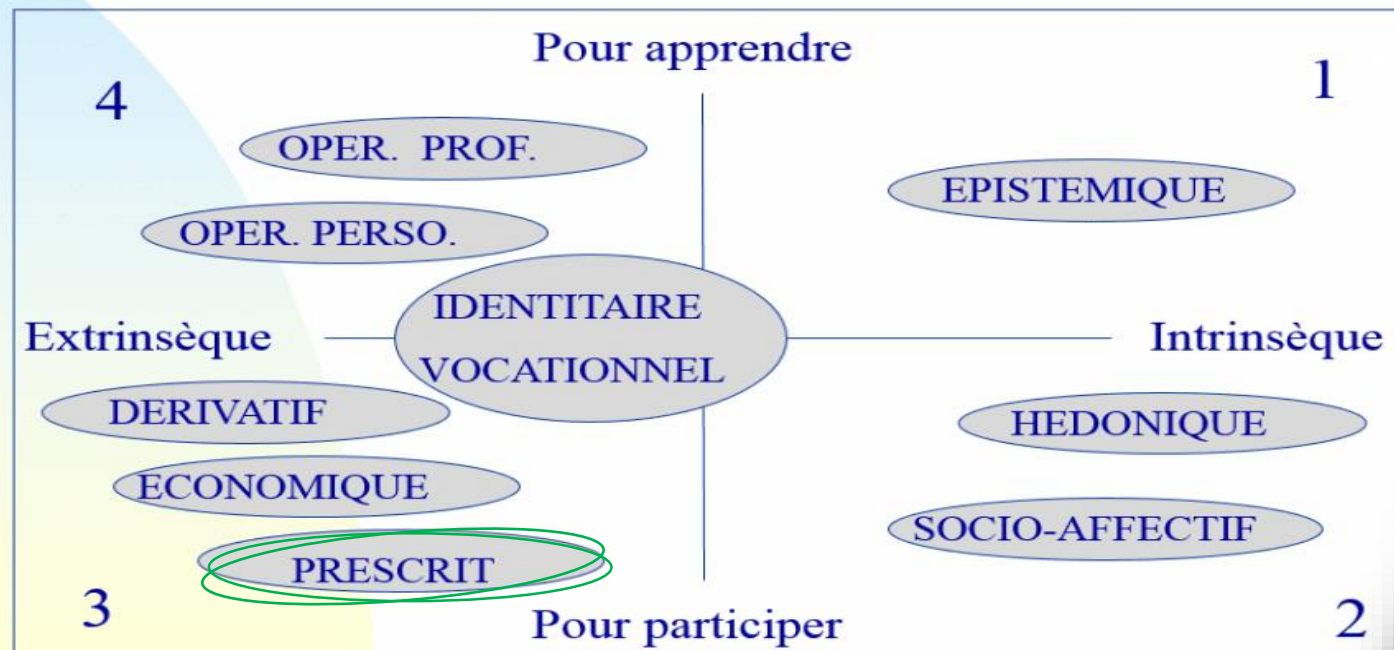 Pour apprendre
4
1
OPER. PROF.
EPISTEMIQUE
OPER. PERSO.
IDENTITAIRE
VOCATIONNEL
Extrinsèque
Intrinsèque
DERIVATIF
HEDONIQUE
ECONOMIQUE
SOCIO-AFFECTIF
PRESCRIT
3
Pour participer
2